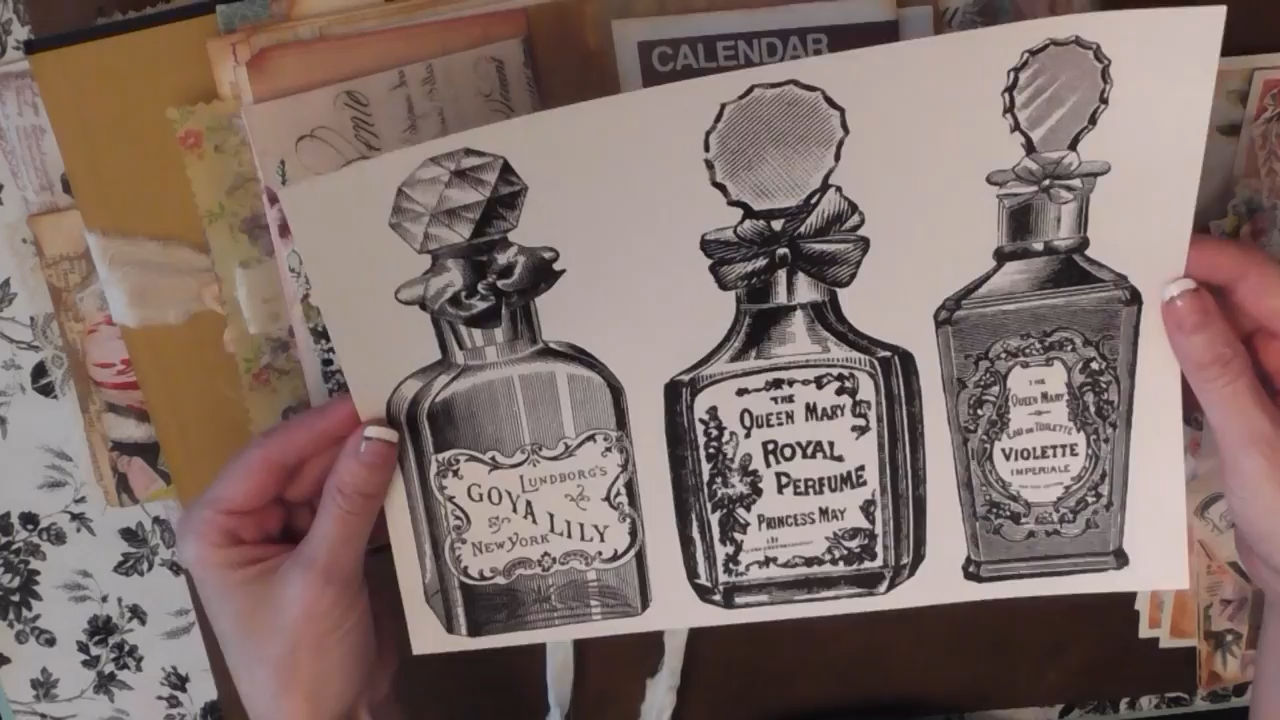 CALENDAR
LUNDBORG'S
GOYA LILY
NEW YORK
THE
QUEEN MARY
ROYAL
PERFUME
PRINCESS MAY
THE
QUEEN MARY
EAU DE TOILETTE
VIOLETTE
IMPERIALE